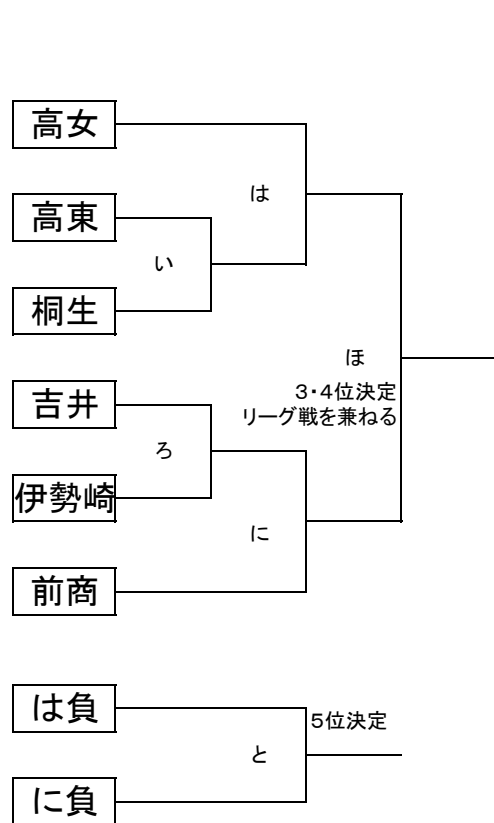 高女
は
高東
い
桐生
ほ
3・4位決定
リーグ戦を兼ねる
吉井
ろ
伊勢崎
に
前商
は負
5位決定
と
に負